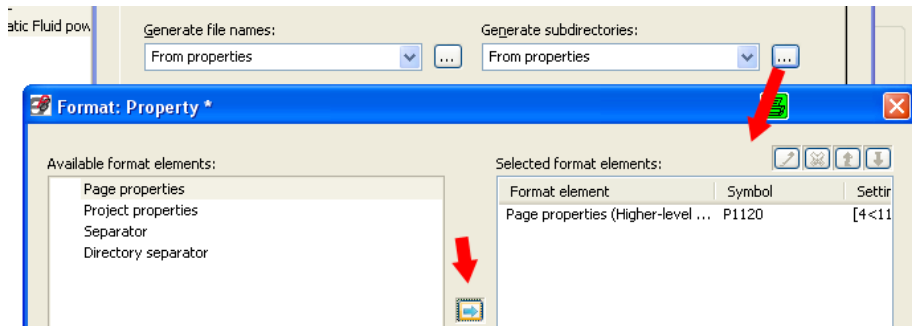 atic Fluid pow
Generate file names:
Generate subdirectories:
From properties
...
From properties
...
Format: Property *
Available format elements:
Selected format elements:
Page properties
Project properties
Separator
Directory separator
Format element
Symbol
Settin
Page properties (Higher-level ...
P1120
[4<11